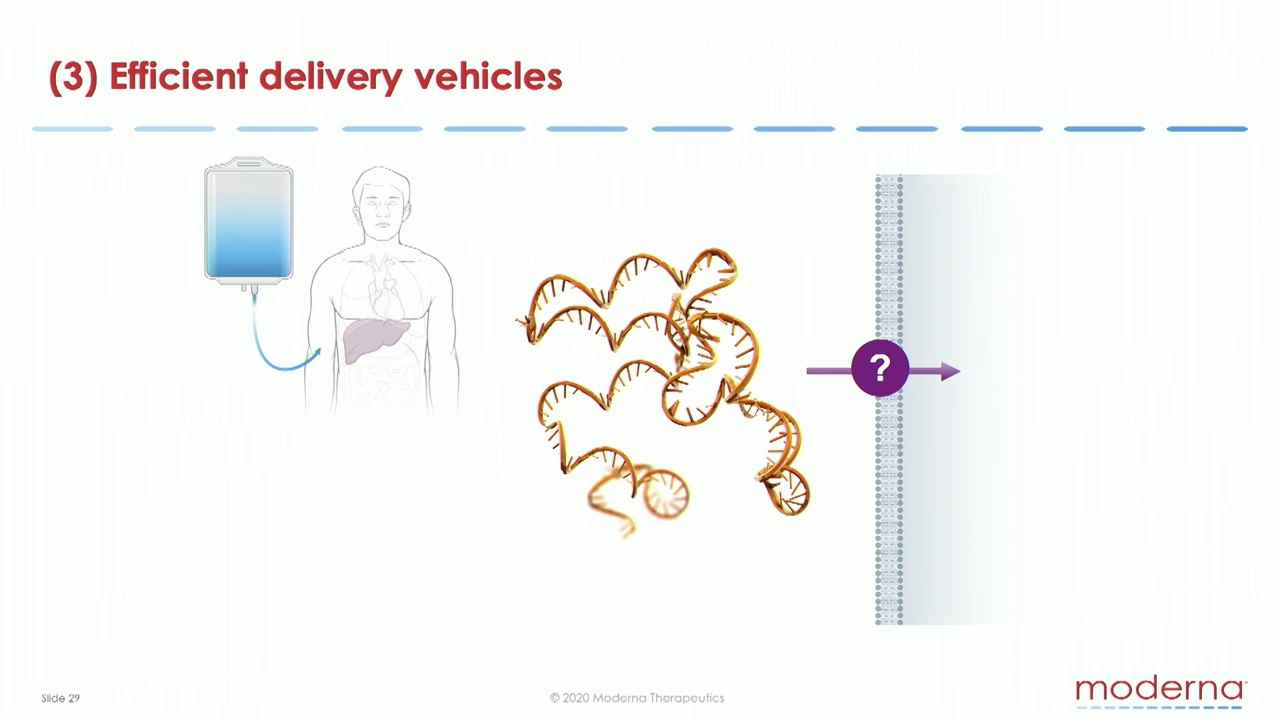 (3) Efficient delivery vehicles
?
Slide 29
© 2020 Moderna Therapeutics
moderna